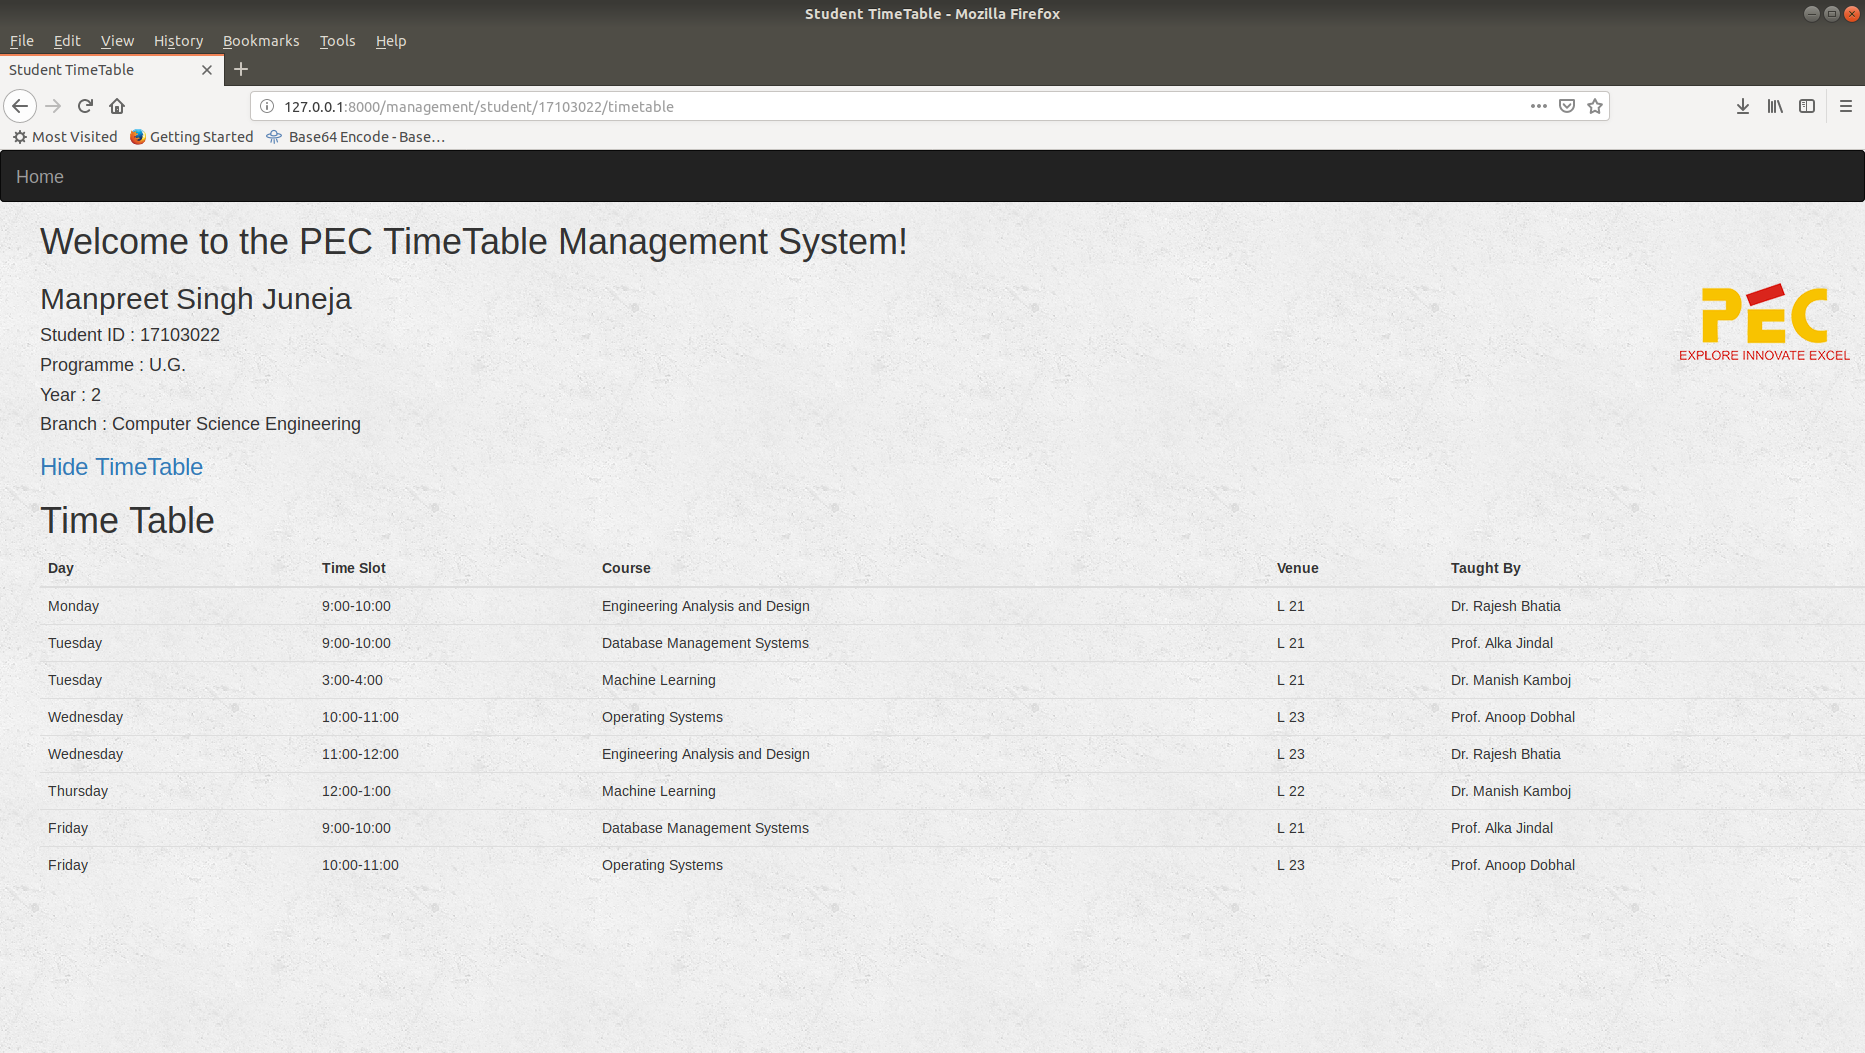 Student TimeTable - Mozilla Firefox
File Edit View History Bookmarks Tools Help
Student TimeTable
127.0.0.1:8000/management/student/17103022/timetable
Most Visited Getting Started Base64 Encode - Base…
Home
Welcome to the PEC TimeTable Management System!
Manpreet Singh Juneja
Student ID : 17103022
Programme : U.G.
Year : 2
Branch : Computer Science Engineering
PEC
EXPLORE INNOVATE EXCEL
Hide TimeTable
Time Table
Day Time Slot Course Venue Taught By
Monday 9:00-10:00 Engineering Analysis and Design L 21 Dr. Rajesh Bhatia
Tuesday 9:00-10:00 Database Management Systems L 21 Prof. Alka Jindal
Tuesday 3:00-4:00 Machine Learning L 21 Dr. Manish Kamboj
Wednesday 10:00-11:00 Operating Systems L 23 Prof. Anoop Dobhal
Wednesday 11:00-12:00 Engineering Analysis and Design L 23 Dr. Rajesh Bhatia
Thursday 12:00-1:00 Machine Learning L 22 Dr. Manish Kamboj
Friday 9:00-10:00 Database Management Systems L 21 Prof. Alka Jindal
Friday 10:00-11:00 Operating Systems L 23 Prof. Anoop Dobhal